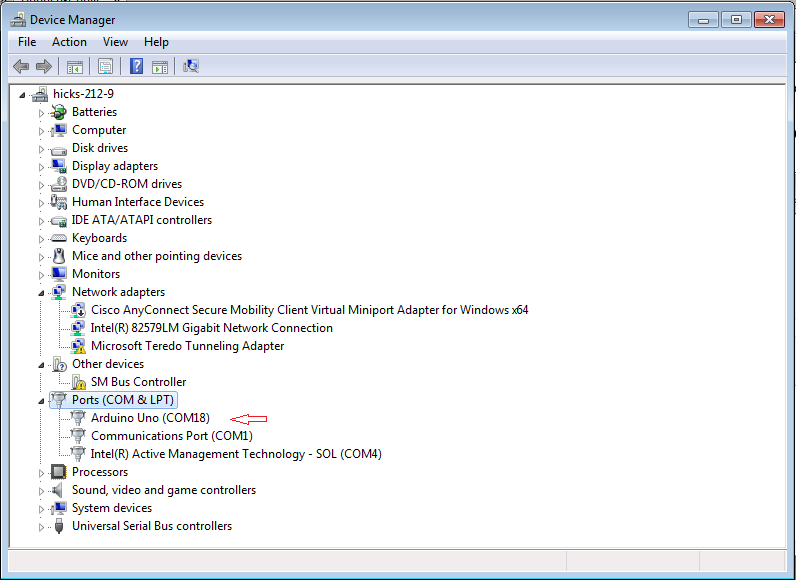 Device Manager
File Action View Help
hicks-212-9
Batteries
Computer
Disk drives
Display adapters
DVD/CD-ROM drives
Human Interface Devices
IDE ATA/ATAPI controllers
Keyboards
Mice and other pointing devices
Monitors
Network adapters
Cisco AnyConnect Secure Mobility Client Virtual Miniport Adapter for Windows x64
Intel(R) 82579LM Gigabit Network Connection
Microsoft Teredo Tunneling Adapter
Other devices
SM Bus Controller
Ports (COM & LPT)
Arduino Uno (COM18)
Communications Port (COM1)
Intel(R) Active Management Technology - SOL (COM4)
Processors
Sound, video and game controllers
System devices
Universal Serial Bus controllers